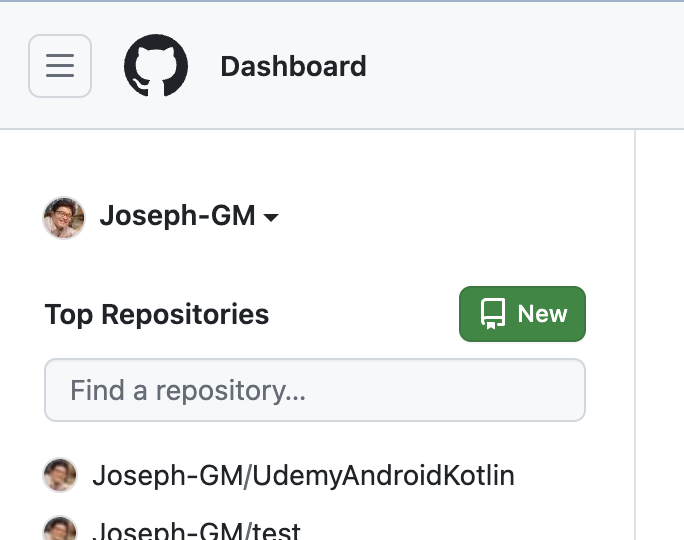 Dashboard
Joseph-GM
Top Repositories
New
Find a repository...
Joseph-GM/UdemyAndroidKotlin
Joseph-GM/test